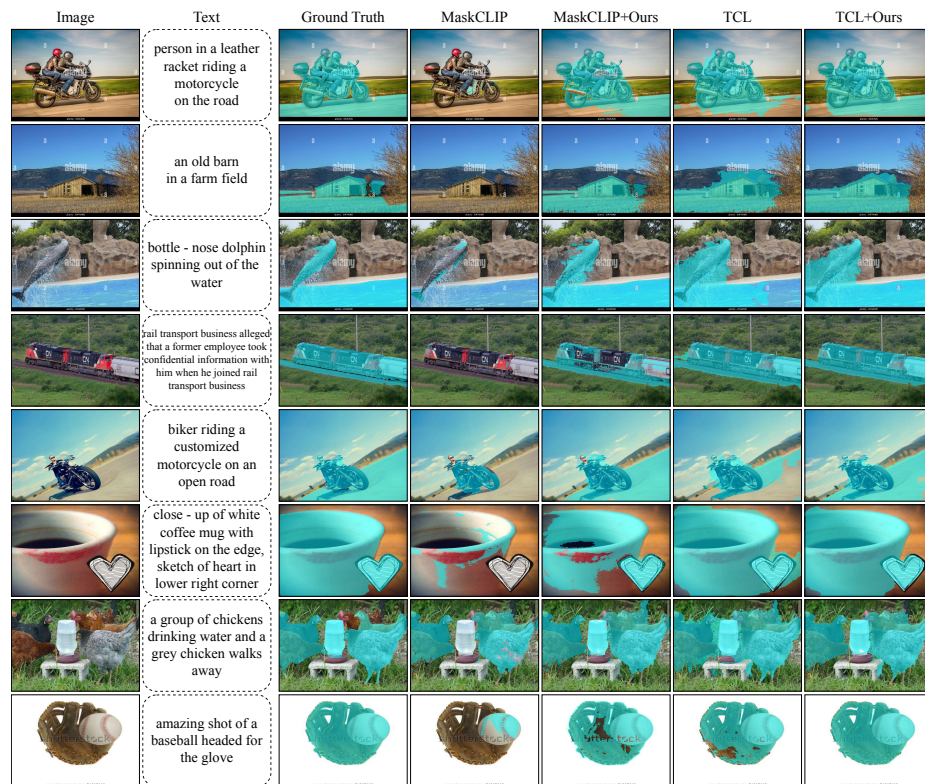 Image Text Ground Truth MaskCLIP MaskCLIP+Ours TCL TCL+Ours
person in a leather
racket riding a
motorcycle
on the road
alamy
an old barn
in a farm field
alamy
bottle - nose dolphin
spinning out of the
water
alamy
rail transport business alleged
that a former employee took
confidential information with
him when he joined rail
transport business
CN
biker riding a
customized
motorcycle on an
open road
close - up of white
coffee mug with
lipstick on the edge,
sketch of heart in
lower right corner
a group of chickens
drinking water and a
grey chicken walks
away
amazing shot of a
baseball headed for
the glove